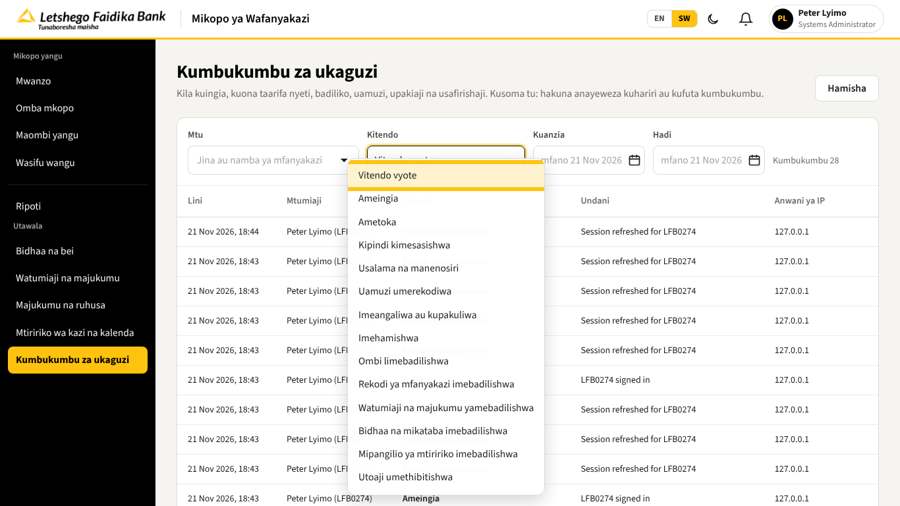 Letshego Faidika Bank
Tunaboresha maisha
Mikopo ya Wafanyakazi
EN SW
PL
Peter Lyimo
Systems Administrator
Mikopo yangu
Mwanzo
Omba mkopo
Maombi yangu
Wasifu wangu
Ripoti
Utawala
Bidhaa na bei
Watumiaji na majukumu
Majukumu na ruhusa
Mtiririko wa kazi na kalenda
Kumbukumbu za ukaguzi
Kumbukumbu za ukaguzi
Kila kuingia, kuona taarifa nyeti, badiliko, uamuzi, upakiaji na usafirishaji. Kusoma tu: hakuna anayeweza kuhariri au kufuta kumbukumbu.
Hamisha
Mtu Kitendo Kuanzia Hadi
Jina au namba ya mfanyakazi mfano 21 Nov 2026 mfano 21 Nov 2026 Kumbukumbu 28
Vitendo vyote
Ameingia
Ametoka
Kipindi kimesasishwa
Usalama na manenosiri
Uamuzi umerekodiwa
Imeangaliwa au kupakuliwa
Imehamishwa
Ombi limebadilishwa
Rekodi ya mfanyakazi imebadilishwa
Watumiaji na majukumu yamebadilishwa
Bidhaa na mikataba imebadilishwa
Mipangilio ya mtiririko imebadilishwa
Utoaji umethibitishwa
Lini Mtumiaji Undani Anwani ya IP
21 Nov 2026, 18:44 Peter Lyimo (LFI Session refreshed for LFB0274 127.0.0.1
21 Nov 2026, 18:43 Peter Lyimo (LFI Session refreshed for LFB0274 127.0.0.1
21 Nov 2026, 18:43 Peter Lyimo (LFI Session refreshed for LFB0274 127.0.0.1
21 Nov 2026, 18:43 Peter Lyimo (LFI Session refreshed for LFB0274 127.0.0.1
21 Nov 2026, 18:43 Peter Lyimo (LFI Session refreshed for LFB0274 127.0.0.1
21 Nov 2026, 18:43 Peter Lyimo (LFI LFB0274 signed in 127.0.0.1
21 Nov 2026, 18:43 Peter Lyimo (LFI Session refreshed for LFB0274 127.0.0.1
21 Nov 2026, 18:43 Peter Lyimo (LFI Session refreshed for LFB0274 127.0.0.1
21 Nov 2026, 18:43 Peter Lyimo (LFI Session refreshed for LFB0274 127.0.0.1
21 Nov 2026, 18:43 Peter Lyimo (LFB0274) Ameingia LFB0274 signed in 127.0.0.1